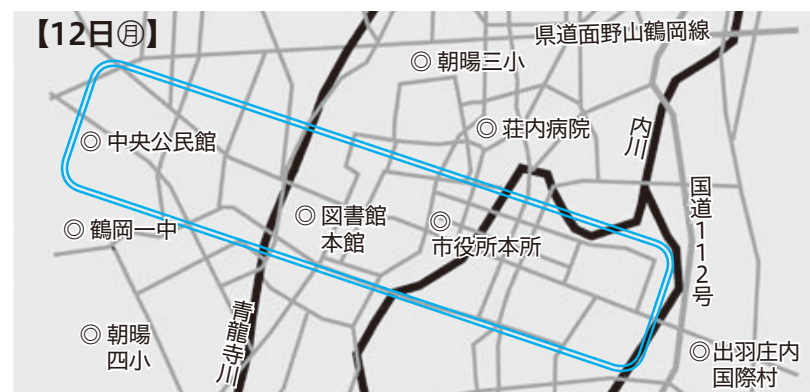 【12日㊊】
県道面野山鶴岡線
◎朝暘三小
◎荘内病院
内川
◎中央公民館
国道112号
◎図書館
本館
◎
市役所本所
◎鶴岡一中
青龍寺川
◎朝暘
四小
◎出羽庄内
国際村